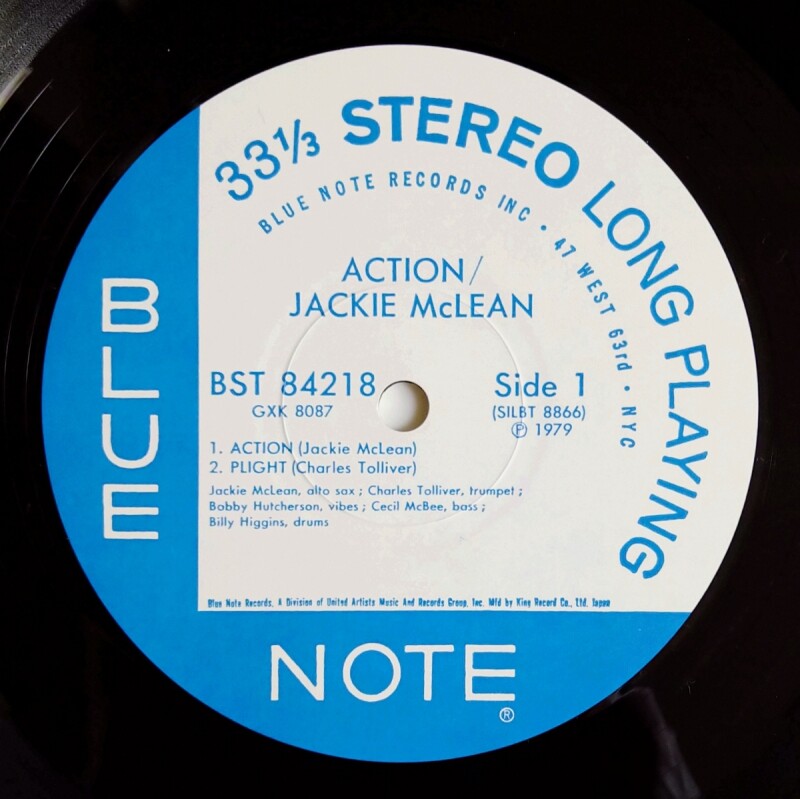 33⅓ STEREO LONG PLAYING
BLUE NOTE RECORDS INC • 47 WEST 63rd • NYC
ACTION/
JACKIE McLEAN
BST 84218
GXK 8087
Side 1
(SILBT 8866)
Ⓟ 1979
1. ACTION (Jackie McLean)
2. PLIGHT (Charles Tolliver)
Jackie McLean, alto sax ; Charles Tolliver, trumpet ;
Bobby Hutcherson, vibes ; Cecil McBee, bass ;
Billy Higgins, drums
Blue Note Records, A Division of United Artists Music And Records Group, Inc. Mfd by King Record Co., Ltd. Japan
BLUE
NOTE
®